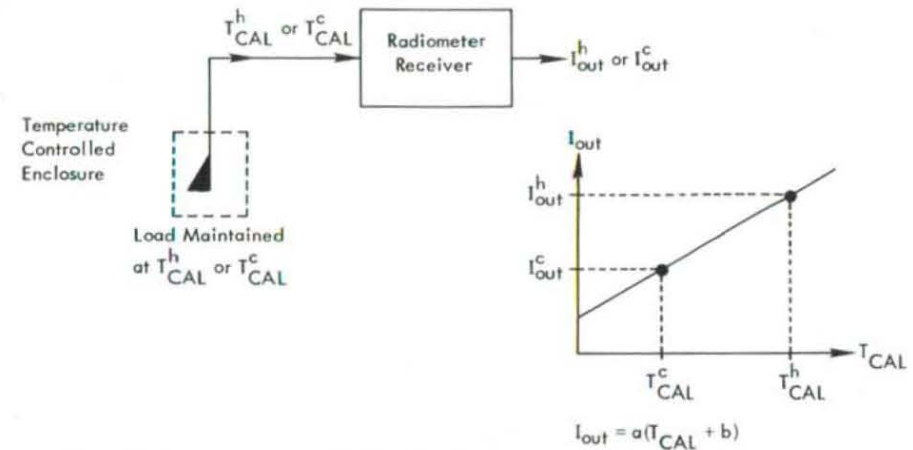 T^h_CAL or T^c_CAL
Radiometer
Receiver
I^h_out or I^c_out
Temperature
Controlled
Enclosure
Load Maintained
at T^h_CAL or T^c_CAL
I_out
I^h_out
I^c_out
T_CAL
T^c_CAL
T^h_CAL
I_out = a(T_CAL + b)